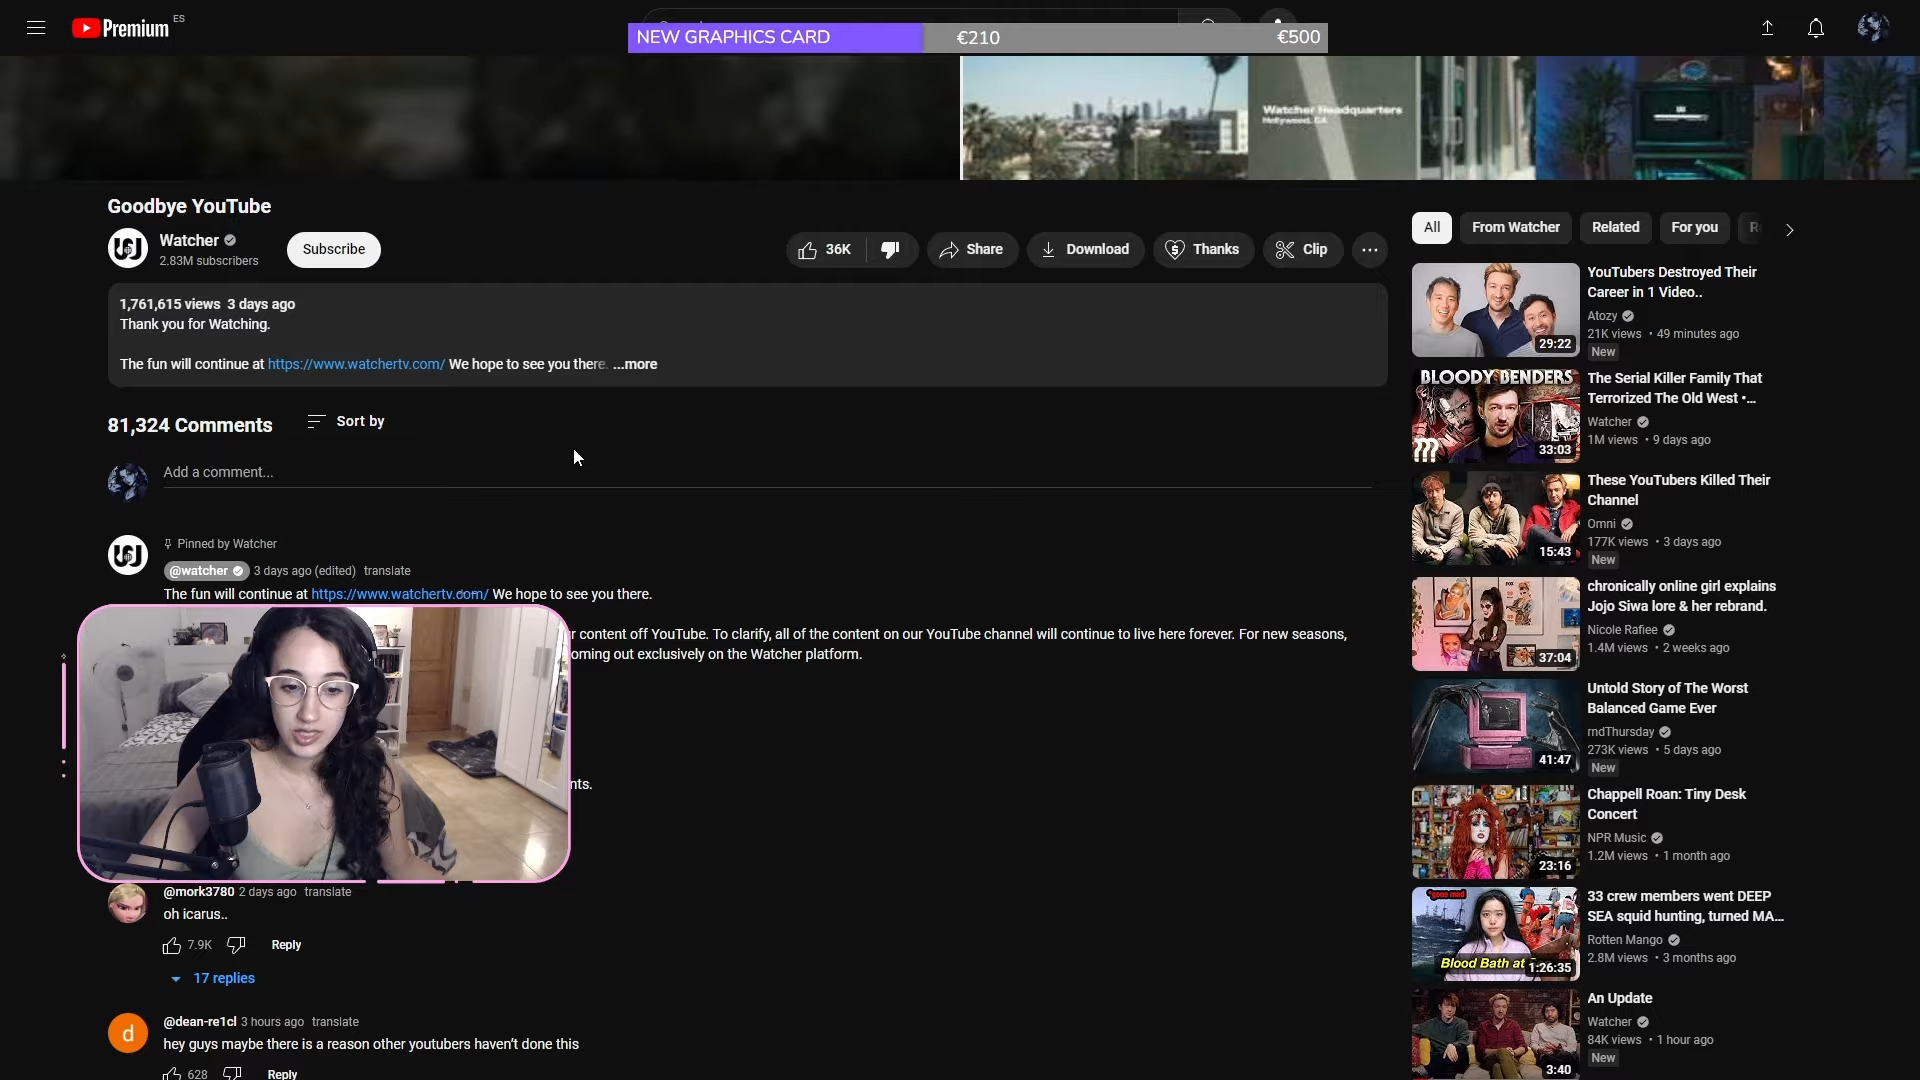 Premium
ES
NEW GRAPHICS CARD
€210
€500
Watcher Headquarters
Hollywood, CA
Goodbye YouTube
Watcher
2.83M subscribers
Subscribe
36K
Share
Download
Thanks
Clip
1,761,615 views 3 days ago
Thank you for Watching.
The fun will continue at https://www.watchertv.com/ We hope to see you there. ...more
81,324 Comments
Sort by
Add a comment...
Pinned by Watcher
@watcher 3 days ago (edited) translate
The fun will continue at https://www.watchertv.com/ We hope to see you there.
r content off YouTube. To clarify, all of the content on our YouTube channel will continue to live here forever. For new seasons,
oming out exclusively on the Watcher platform.
nts.
@mork3780 2 days ago translate
oh icarus..
7.9K
Reply
17 replies
d
@dean-re1cl 3 hours ago translate
hey guys maybe there is a reason other youtubers haven't done this
628
Reply
All
From Watcher
Related
For you
29:22
YouTubers Destroyed Their
Career in 1 Video..
Atozy
21K views • 49 minutes ago
New
BLOODY BENDERS
33:03
The Serial Killer Family That
Terrorized The Old West •...
Watcher
1M views • 9 days ago
15:43
These YouTubers Killed Their
Channel
Omni
177K views • 3 days ago
New
37:04
chronically online girl explains
Jojo Siwa lore & her rebrand.
Nicole Rafiee
1.4M views • 2 weeks ago
41:47
Untold Story of The Worst
Balanced Game Ever
rndThursday
273K views • 5 days ago
New
23:16
Chappell Roan: Tiny Desk
Concert
NPR Music
1.2M views • 1 month ago
Blood Bath at
1:26:35
33 crew members went DEEP
SEA squid hunting, turned MA...
Rotten Mango
2.8M views • 3 months ago
3:40
An Update
Watcher
84K views • 1 hour ago
New